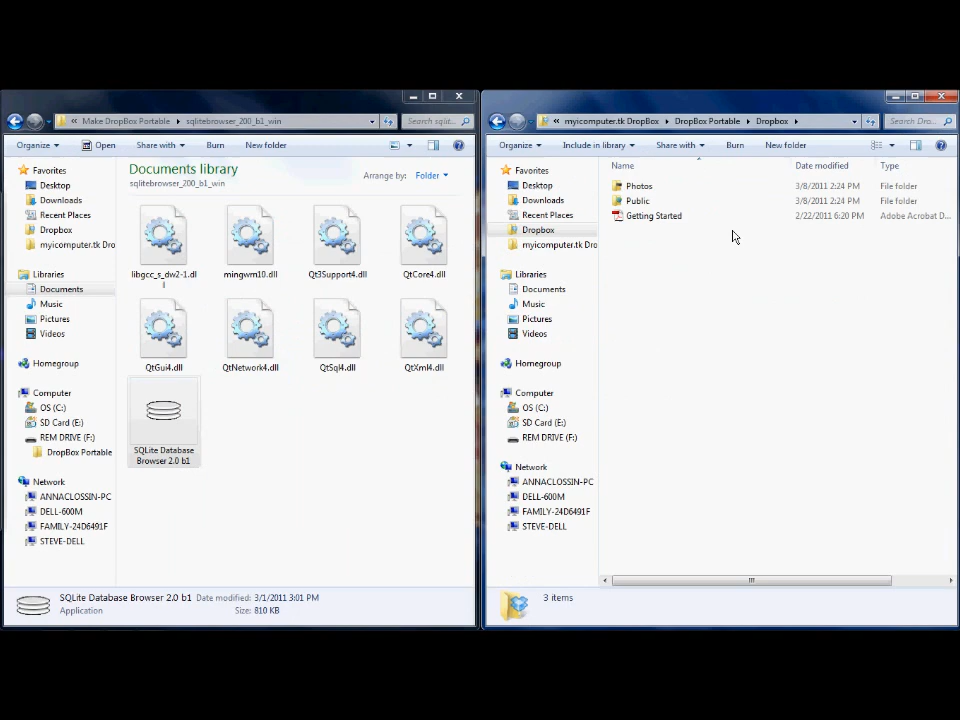 « Make DropBox Portable ▸ sqlitebrowser_200_b1_win
Search sqlit...
Organize
Open
Share with
Burn
New folder
Favorites
Desktop
Downloads
Recent Places
Dropbox
myicomputer.tk Dro
Libraries
Documents
Music
Pictures
Videos
Homegroup
Computer
OS (C:)
SD Card (E:)
REM DRIVE (F:)
DropBox Portable
Network
ANNACLOSSIN-PC
DELL-600M
FAMILY-24D6491F
STEVE-DELL
Documents library
sqlitebrowser_200_b1_win
Arrange by: Folder
libgcc_s_dw2-1.dl
l
mingwm10.dll
Qt3Support4.dll
QtCore4.dll
QtGui4.dll
QtNetwork4.dll
QtSql4.dll
QtXml4.dll
SQLite Database
Browser 2.0 b1
SQLite Database Browser 2.0 b1 Date modified: 3/1/2011 3:01 PM
Application Size: 810 KB
« myicomputer.tk DropBox ▸ DropBox Portable ▸ Dropbox ▸
Search Dro...
Organize
Include in library
Share with
Burn
New folder
Favorites
Desktop
Downloads
Recent Places
Dropbox
myicomputer.tk Dro
Libraries
Documents
Music
Pictures
Videos
Homegroup
Computer
OS (C:)
SD Card (E:)
REM DRIVE (F:)
Network
ANNACLOSSIN-PC
DELL-600M
FAMILY-24D6491F
STEVE-DELL
Name Date modified Type
Photos 3/8/2011 2:24 PM File folder
Public 3/8/2011 2:24 PM File folder
Getting Started 2/22/2011 6:20 PM Adobe Acrobat D...
3 items